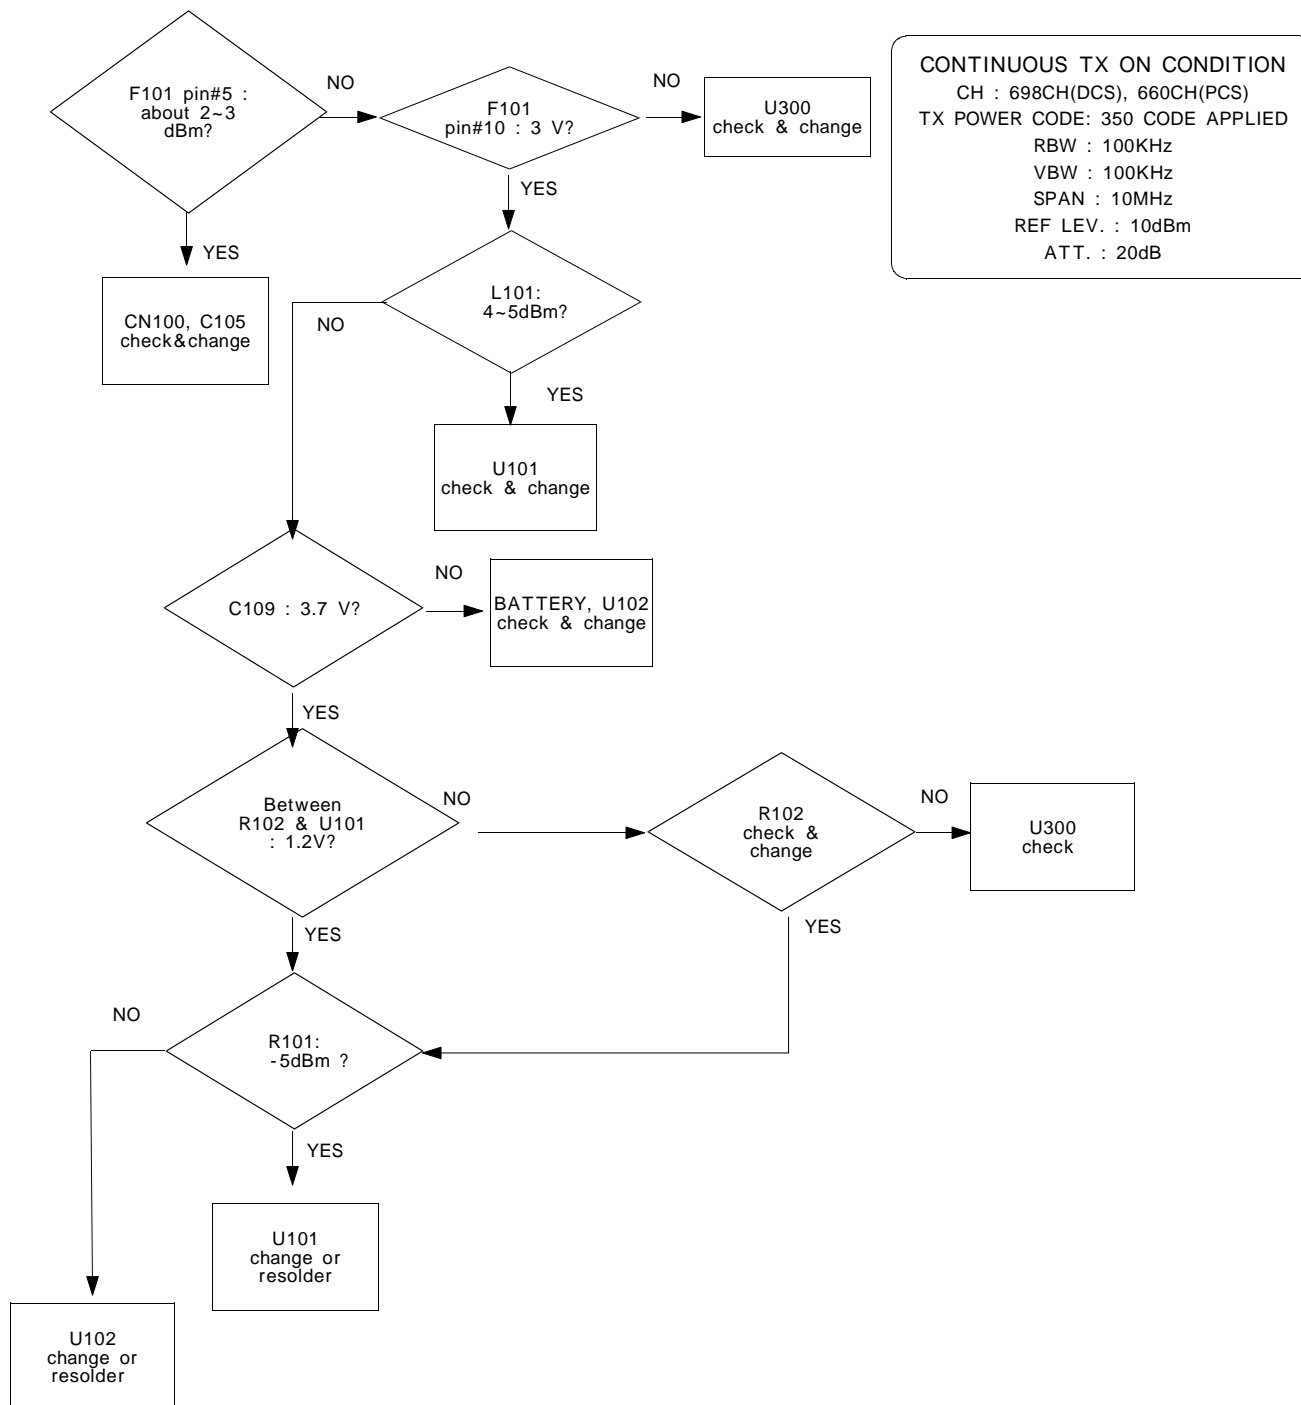 F101 pin#5 :
about 2~3
dBm?
NO
F101
pin#10 : 3 V?
NO
U300
check & change
CONTINUOUS TX ON CONDITION
CH : 698CH(DCS), 660CH(PCS)
TX POWER CODE: 350 CODE APPLIED
RBW : 100KHz
VBW : 100KHz
SPAN : 10MHz
REF LEV. : 10dBm
ATT. : 20dB
YES
YES
CN100, C105
check&change
L101:
4~5dBm?
NO
YES
U101
check & change
C109 : 3.7 V?
NO
BATTERY, U102
check & change
YES
Between
R102 & U101
: 1.2V?
NO
R102
check &
change
NO
U300
check
YES
YES
R101:
-5dBm ?
NO
YES
U101
change or
resolder
U102
change or
resolder